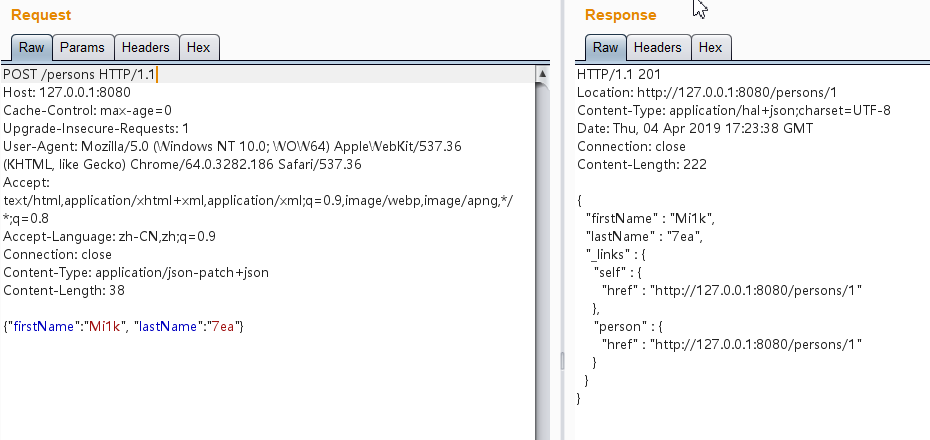 Request
Raw Params Headers Hex
POST /persons HTTP/1.1
Host: 127.0.0.1:8080
Cache-Control: max-age=0
Upgrade-Insecure-Requests: 1
User-Agent: Mozilla/5.0 (Windows NT 10.0; WOW64) AppleWebKit/537.36
(KHTML, like Gecko) Chrome/64.0.3282.186 Safari/537.36
Accept:
text/html,application/xhtml+xml,application/xml;q=0.9,image/webp,image/apng,*/
*;q=0.8
Accept-Language: zh-CN,zh;q=0.9
Connection: close
Content-Type: application/json-patch+json
Content-Length: 38

{"firstName":"Mi1k", "lastName":"7ea"}
Response
Raw Headers Hex
HTTP/1.1 201
Location: http://127.0.0.1:8080/persons/1
Content-Type: application/hal+json;charset=UTF-8
Date: Thu, 04 Apr 2019 17:23:38 GMT
Connection: close
Content-Length: 222

{
  "firstName" : "Mi1k",
  "lastName" : "7ea",
  "_links" : {
    "self" : {
      "href" : "http://127.0.0.1:8080/persons/1"
    },
    "person" : {
      "href" : "http://127.0.0.1:8080/persons/1"
    }
  }
}